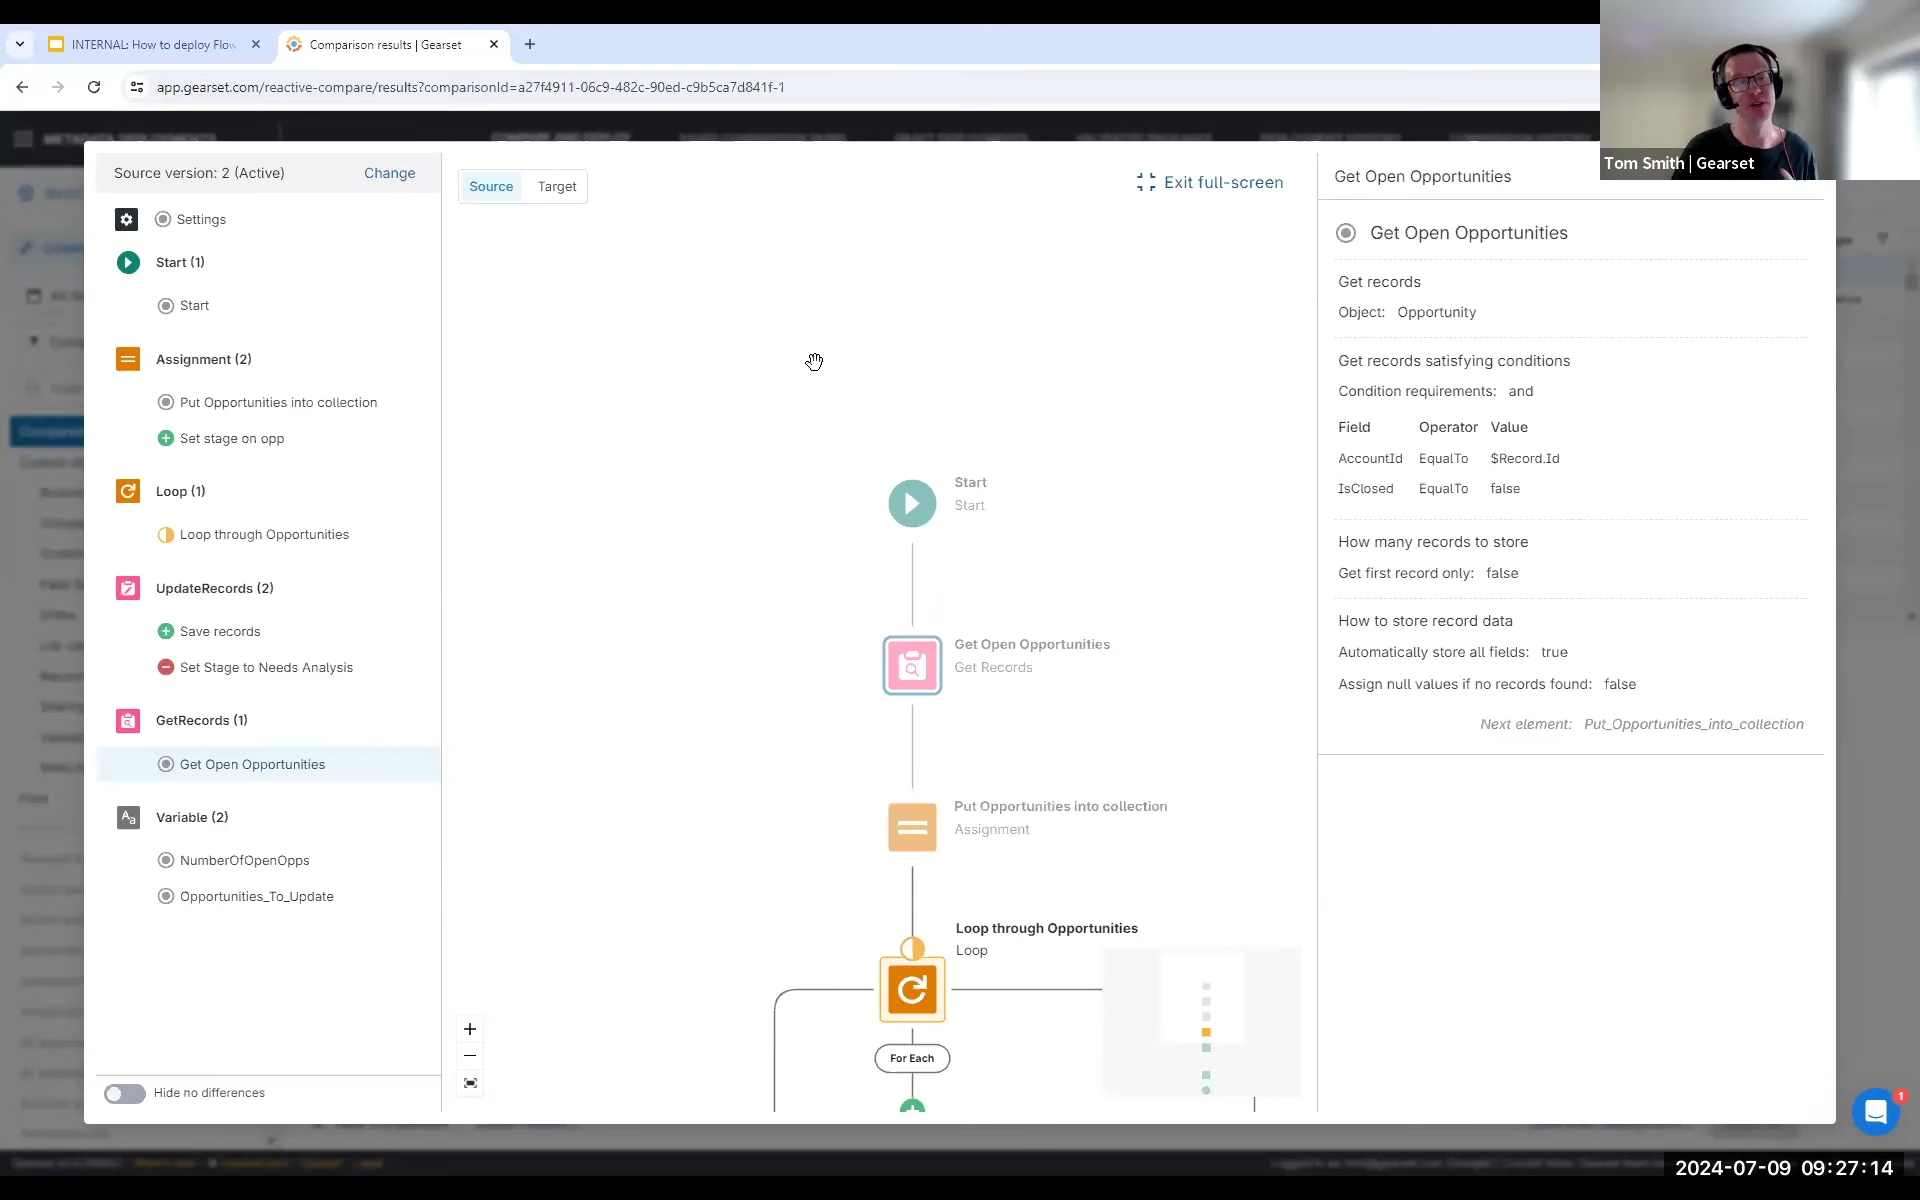 INTERNAL: How to deploy Flow
Comparison results | Gearset
app.gearset.com/reactive-compare/results?comparisonId=a27f4911-06c9-482c-90ed-c9b5ca7d841f-1
Tom Smith | Gearset
Source version: 2 (Active)
Change
Settings
Start (1)
Start
Assignment (2)
Put Opportunities into collection
Set stage on opp
Loop (1)
Loop through Opportunities
UpdateRecords (2)
Save records
Set Stage to Needs Analysis
GetRecords (1)
Get Open Opportunities
Variable (2)
NumberOfOpenOpps
Opportunities_To_Update
Hide no differences
Source
Target
Exit full-screen
Start
Start
Get Open Opportunities
Get Records
Put Opportunities into collection
Assignment
Loop through Opportunities
Loop
For Each
Get Open Opportunities
Get Open Opportunities
Get records
Object: Opportunity
Get records satisfying conditions
Condition requirements: and
Field Operator Value
AccountId EqualTo $Record.Id
IsClosed EqualTo false
How many records to store
Get first record only: false
How to store record data
Automatically store all fields: true
Assign null values if no records found: false
Next element: Put_Opportunities_into_collection
1
2024-07-09 09:27:14